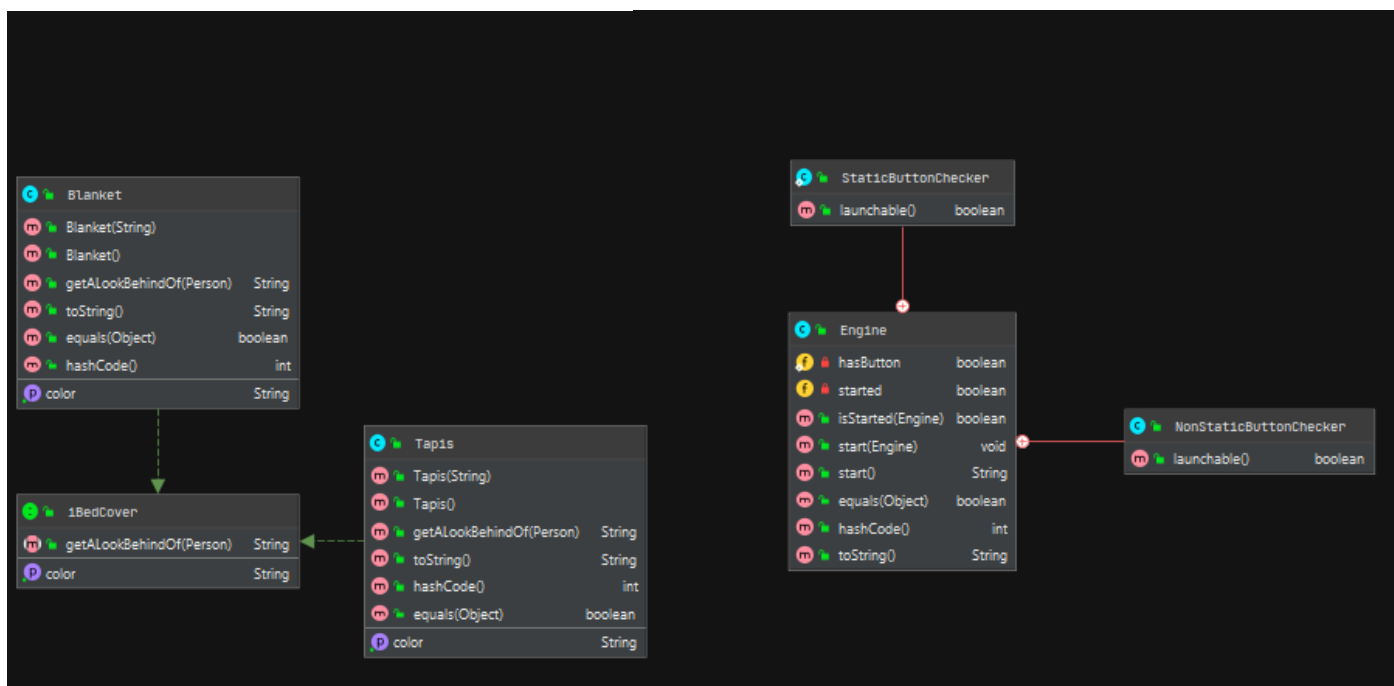 Blanket
Blanket(String)
Blanket()
getALookBehindOf(Person) String
toString() String
equals(Object) boolean
hashCode() int
color String
iBedCover
getALookBehindOf(Person) String
color String
Tapis
Tapis(String)
Tapis()
getALookBehindOf(Person) String
toString() String
hashCode() int
equals(Object) boolean
color String
StaticButtonChecker
launchable() boolean
Engine
hasButton boolean
started boolean
isStarted(Engine) boolean
start(Engine) void
start() String
equals(Object) boolean
hashCode() int
toString() String
NonStaticButtonChecker
launchable() boolean